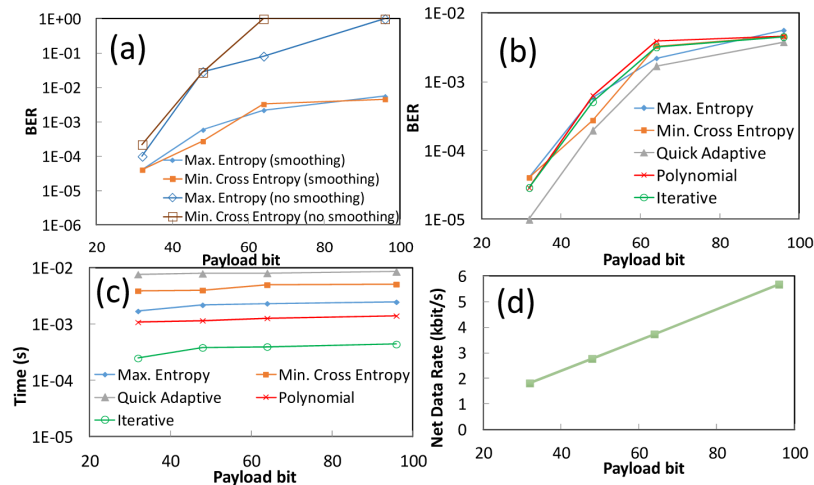 (a)
BER
1E+01
1E+00
1E-01
1E-02
1E-03
1E-04
1E-05
1E-06
Max. Entropy (smoothing)
Min. Cross Entropy (smoothing)
Max. Entropy (no smoothing)
Min. Cross Entropy (no smoothing)
20 40 60 80 100
Payload bit
(b)
BER
1E-02
1E-03
1E-04
1E-05
Max. Entropy
Min. Cross Entropy
Quick Adaptive
Polynomial
Iterative
20 40 60 80 100
Payload bit
(c)
Time (s)
1E-02
1E-03
1E-04
1E-05
Max. Entropy Min. Cross Entropy
Quick Adaptive Polynomial
Iterative
20 40 60 80 100
Payload bit
(d)
Net Data Rate (kbit/s)
6
5
4
3
2
1
0
20 40 60 80 100
Payload bit